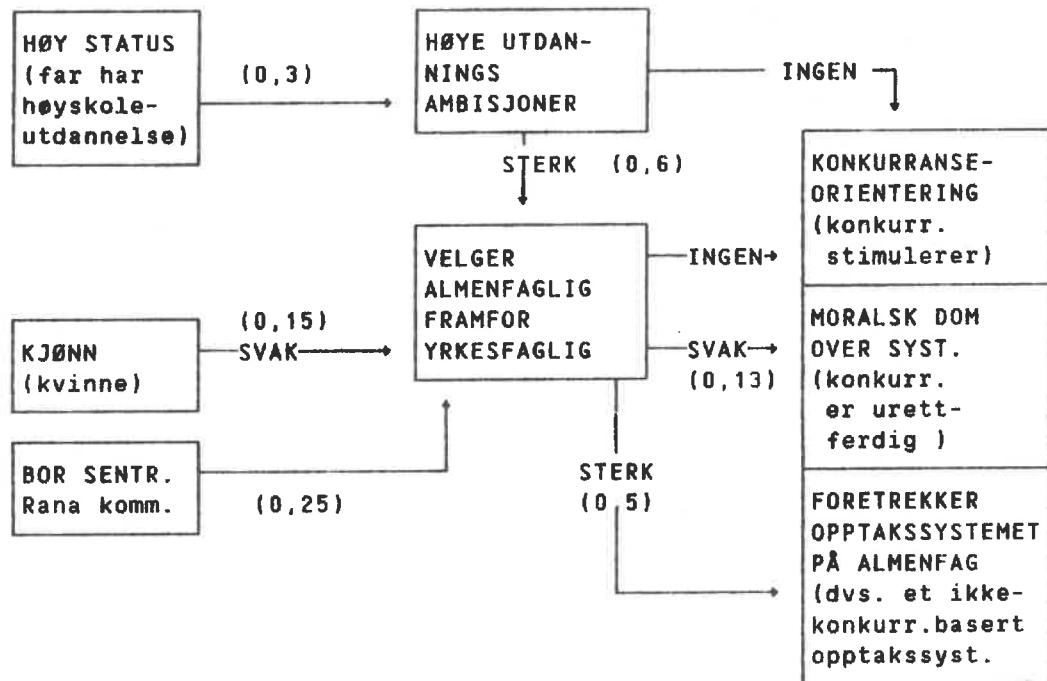 HØY STATUS
(far har
høyskole-
utdannelse)
(0,3)
HØYE UTDAN-
NINGS
AMBISJONER
INGEN
STERK (0,6)
KJØNN
(kvinne)
(0,15)
SVAK
BOR SENTR.
Rana komm.
(0,25)
VELGER
ALMENFAGLIG
FRAMFOR
YRKESFAGLIG
INGEN
SVAK
(0,13)
STERK
(0,5)
KONKURRANSE-
ORIENTERING
(konkurr.
stimulerer)
MORALSK DOM
OVER SYST.
(konkurr.
er urett-
ferdig )
FORETREKKER
OPPTAKSSYSTEMET
PÅ ALMENFAG
(dvs. et ikke-
konkurr.basert
opptakssyst.